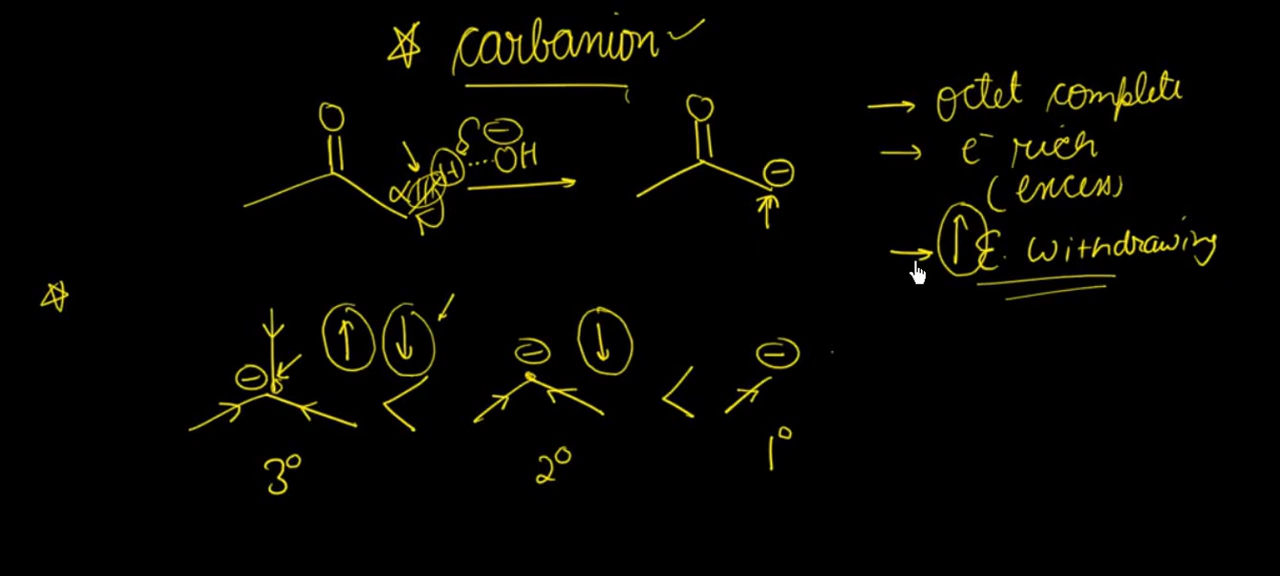 ☆ carbanion ✓
O
α H ⊖ OH
O
⊖
→ octet complete
→ e⁻ rich
(excess)
→ ↑ E. withdrawing
☆
⊖ ↑ ↓ < ⊖ ↓ < ⊖
3° 2° 1°